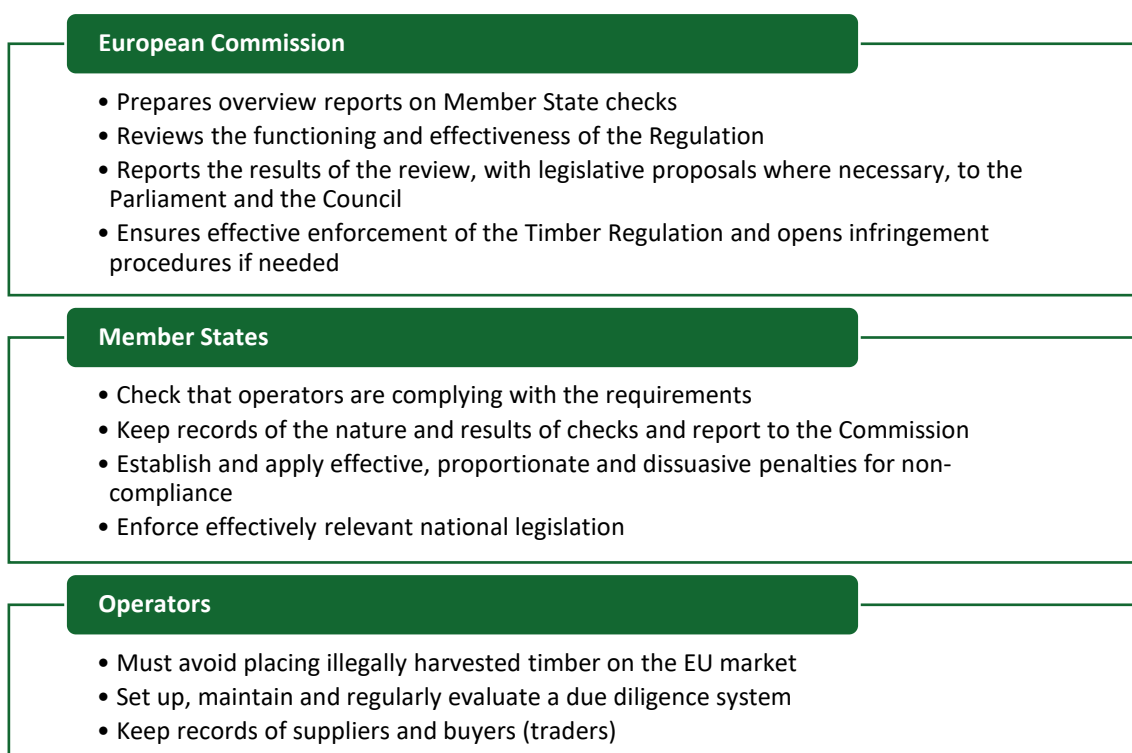 European Commission
• Prepares overview reports on Member State checks
• Reviews the functioning and effectiveness of the Regulation
• Reports the results of the review, with legislative proposals where necessary, to the
Parliament and the Council
• Ensures effective enforcement of the Timber Regulation and opens infringement
procedures if needed
Member States
• Check that operators are complying with the requirements
• Keep records of the nature and results of checks and report to the Commission
• Establish and apply effective, proportionate and dissuasive penalties for non-
compliance
• Enforce effectively relevant national legislation
Operators
• Must avoid placing illegally harvested timber on the EU market
• Set up, maintain and regularly evaluate a due diligence system
• Keep records of suppliers and buyers (traders)